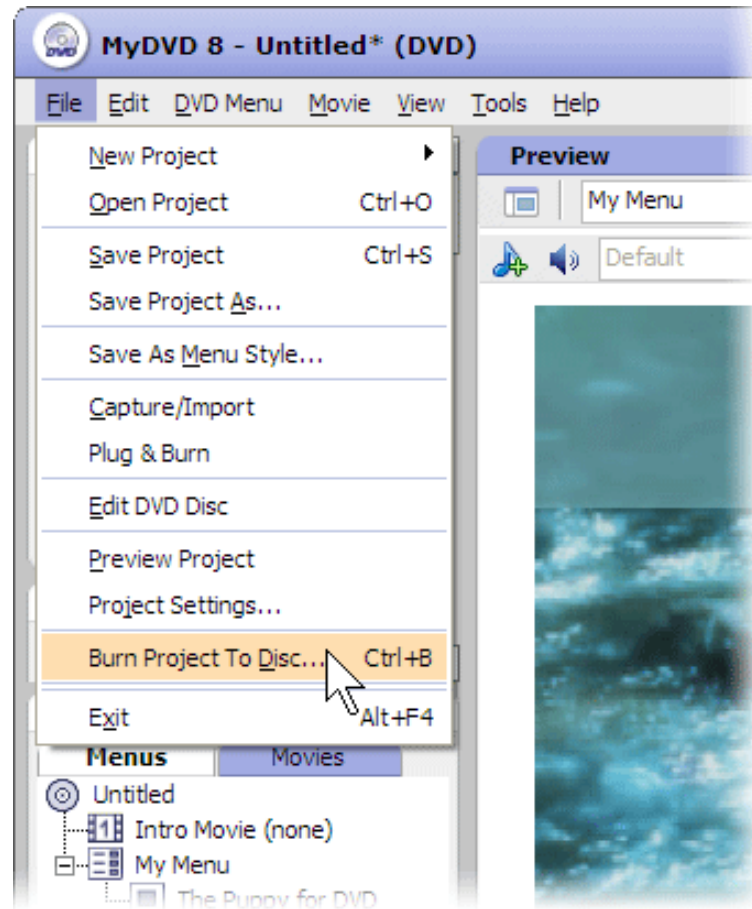 MyDVD 8 - Untitled* (DVD)
File Edit DVD Menu Movie View Tools Help
New Project
Open Project Ctrl+O
Save Project Ctrl+S
Save Project As...
Save As Menu Style...
Capture/Import
Plug & Burn
Edit DVD Disc
Preview Project
Project Settings...
Burn Project To Disc... Ctrl+B
Exit Alt+F4
Preview
My Menu
Default
Menus Movies
Untitled
Intro Movie (none)
My Menu
The Puppy for DVD